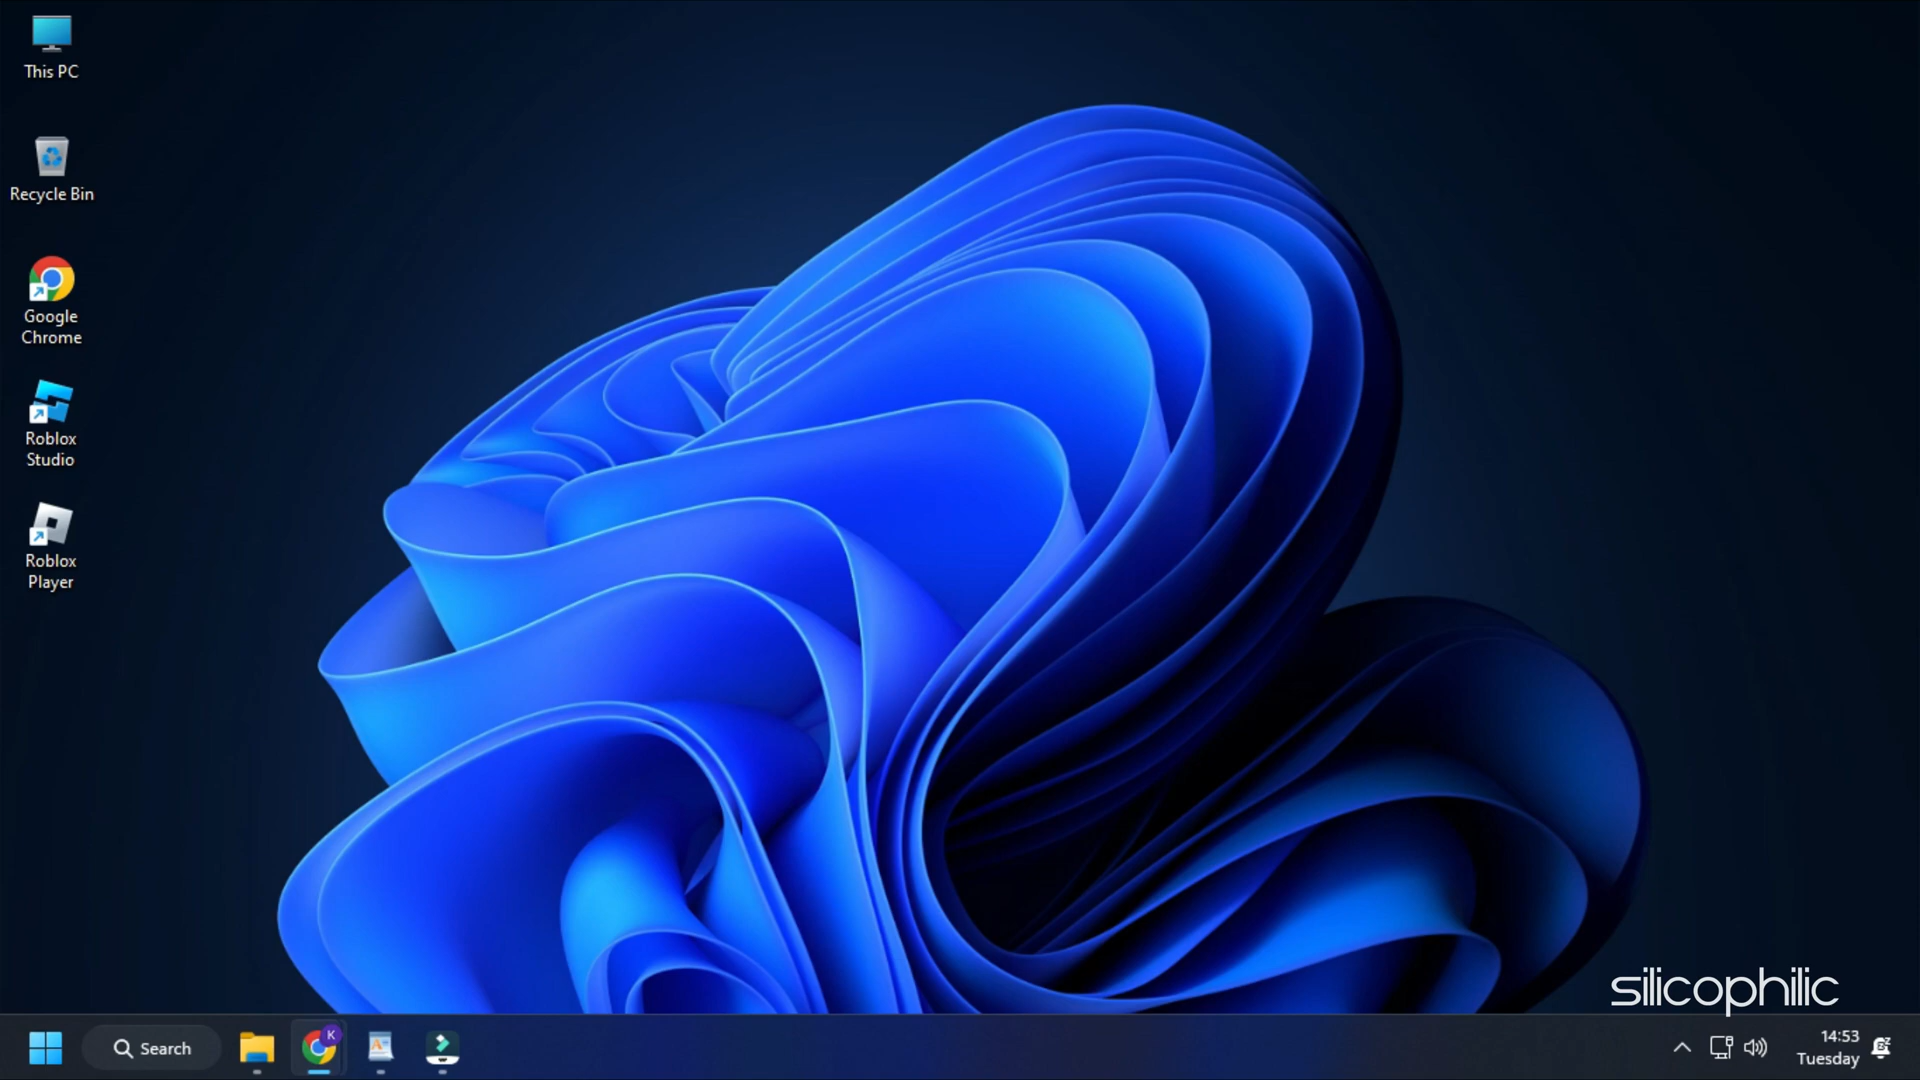 This PC
Recycle Bin
Google
Chrome
Roblox
Studio
Roblox
Player
silicophilic
Search
K
14:53
Tuesday